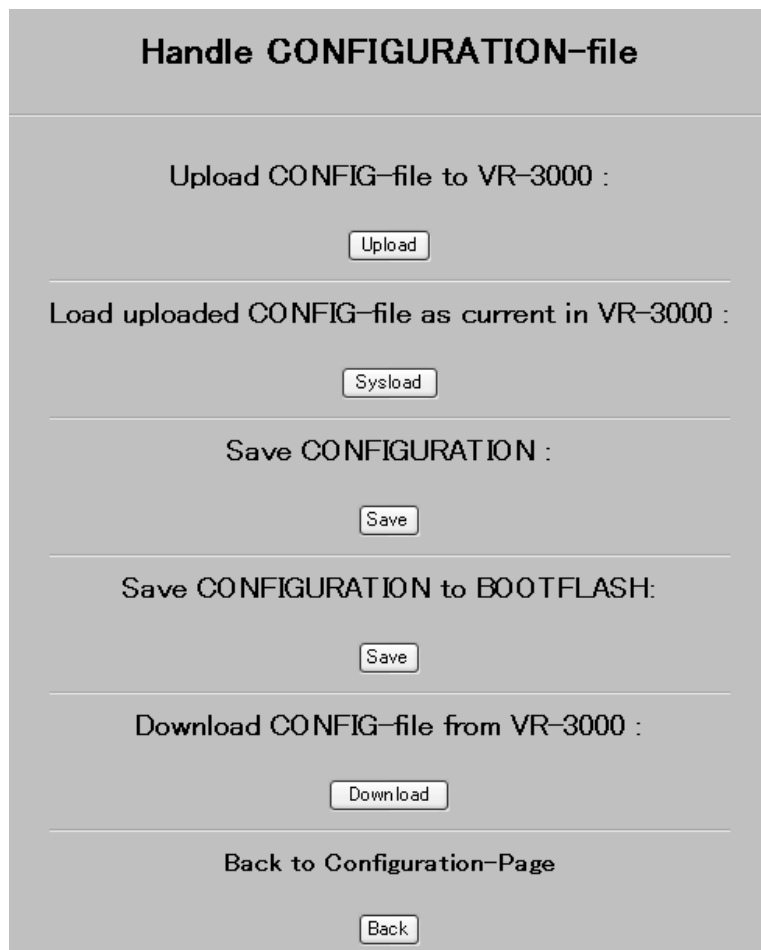 Handle CONFIGURATION-file
Upload CONFIG-file to VR-3000 :
Upload
Load uploaded CONFIG-file as current in VR-3000 :
Sysload
Save CONFIGURATION :
Save
Save CONFIGURATION to BOOTFLASH:
Save
Download CONFIG-file from VR-3000 :
Download
Back to Configuration-Page
Back